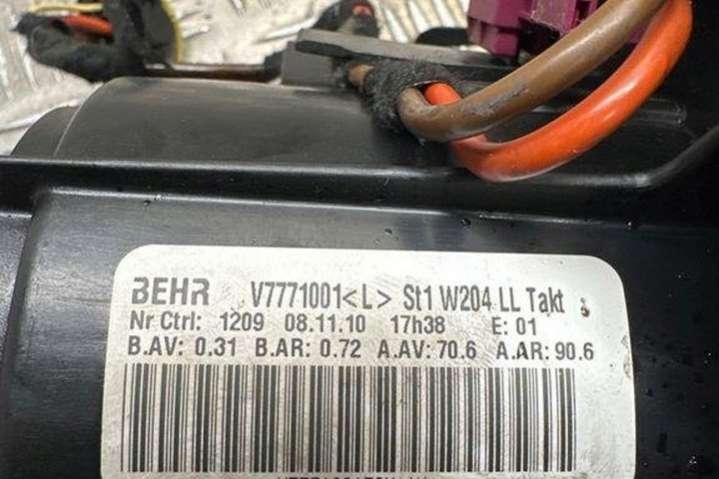 BEHR V7771001<L> St1 W204 LL Takt
Nr Ctrl: 1209 08.11.10 17h38 E: 01
B.AV: 0.31 B.AR: 0.72 A.AV: 70.6 A.AR: 90.6